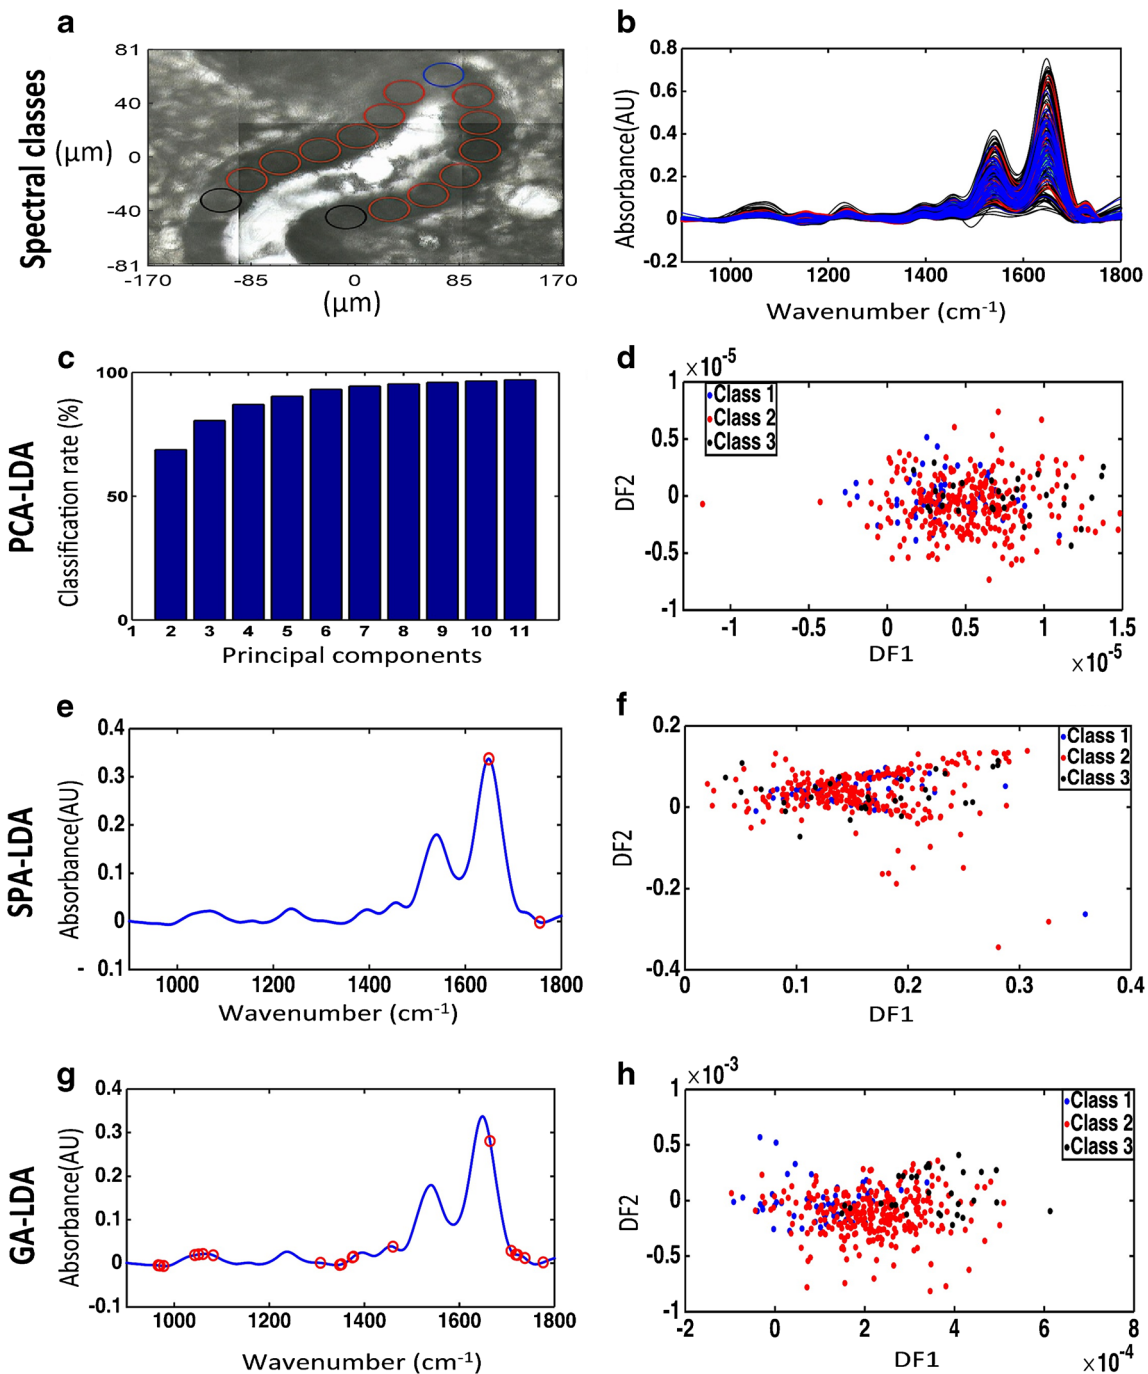 a
Spectral classes
(µm)
81
40
0
-40
-81
-170 -85 0 85 170
(µm)
b
Absorbance(AU)
0.8
0.6
0.4
0.2
0
-0.2
1000 1200 1400 1600 1800
Wavenumber (cm-1)
PCA-LDA
c
Classification rate (%)
100
50
0
1 2 3 4 5 6 7 8 9 10 11
Principal components
d
×10-5
DF2
1
0.5
0
-0.5
-1
Class 1
Class 2
Class 3
-1 0 0.5 1 1.5
DF1
×10-5
SPA-LDA
e
Absorbance(AU)
0.4
0.3
0.2
0.1
0
- 0.1
1000 1200 1400 1600 1800
Wavenumber (cm-1)
f
DF2
0.2
0
-0.2
-0.4
Class 1
Class 2
Class 3
0 0.1 0.2 0.3 0.4
DF1
GA-LDA
g
Absorbance(AU)
0.4
0.3
0.2
0.1
0
-0.1
1000 1200 1400 1600 1800
Wavenumber (cm-1)
h
×10-3
DF2
1
0.5
0
-0.5
-1
Class 1
Class 2
Class 3
-2 0 2 4 6 8
DF1
×10-4